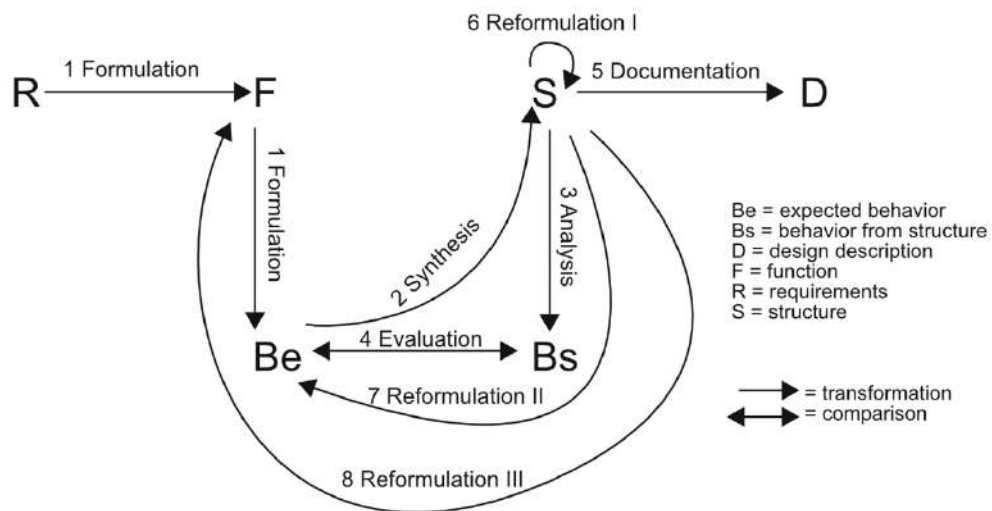 6 Reformulation I
1 Formulation
5 Documentation
R
F
S
D
1 Formulation
2 Synthesis
3 Analysis
Be = expected behavior
Bs = behavior from structure
D = design description
F = function
R = requirements
S = structure
Be
4 Evaluation
Bs
7 Reformulation II
= transformation
= comparison
8 Reformulation III